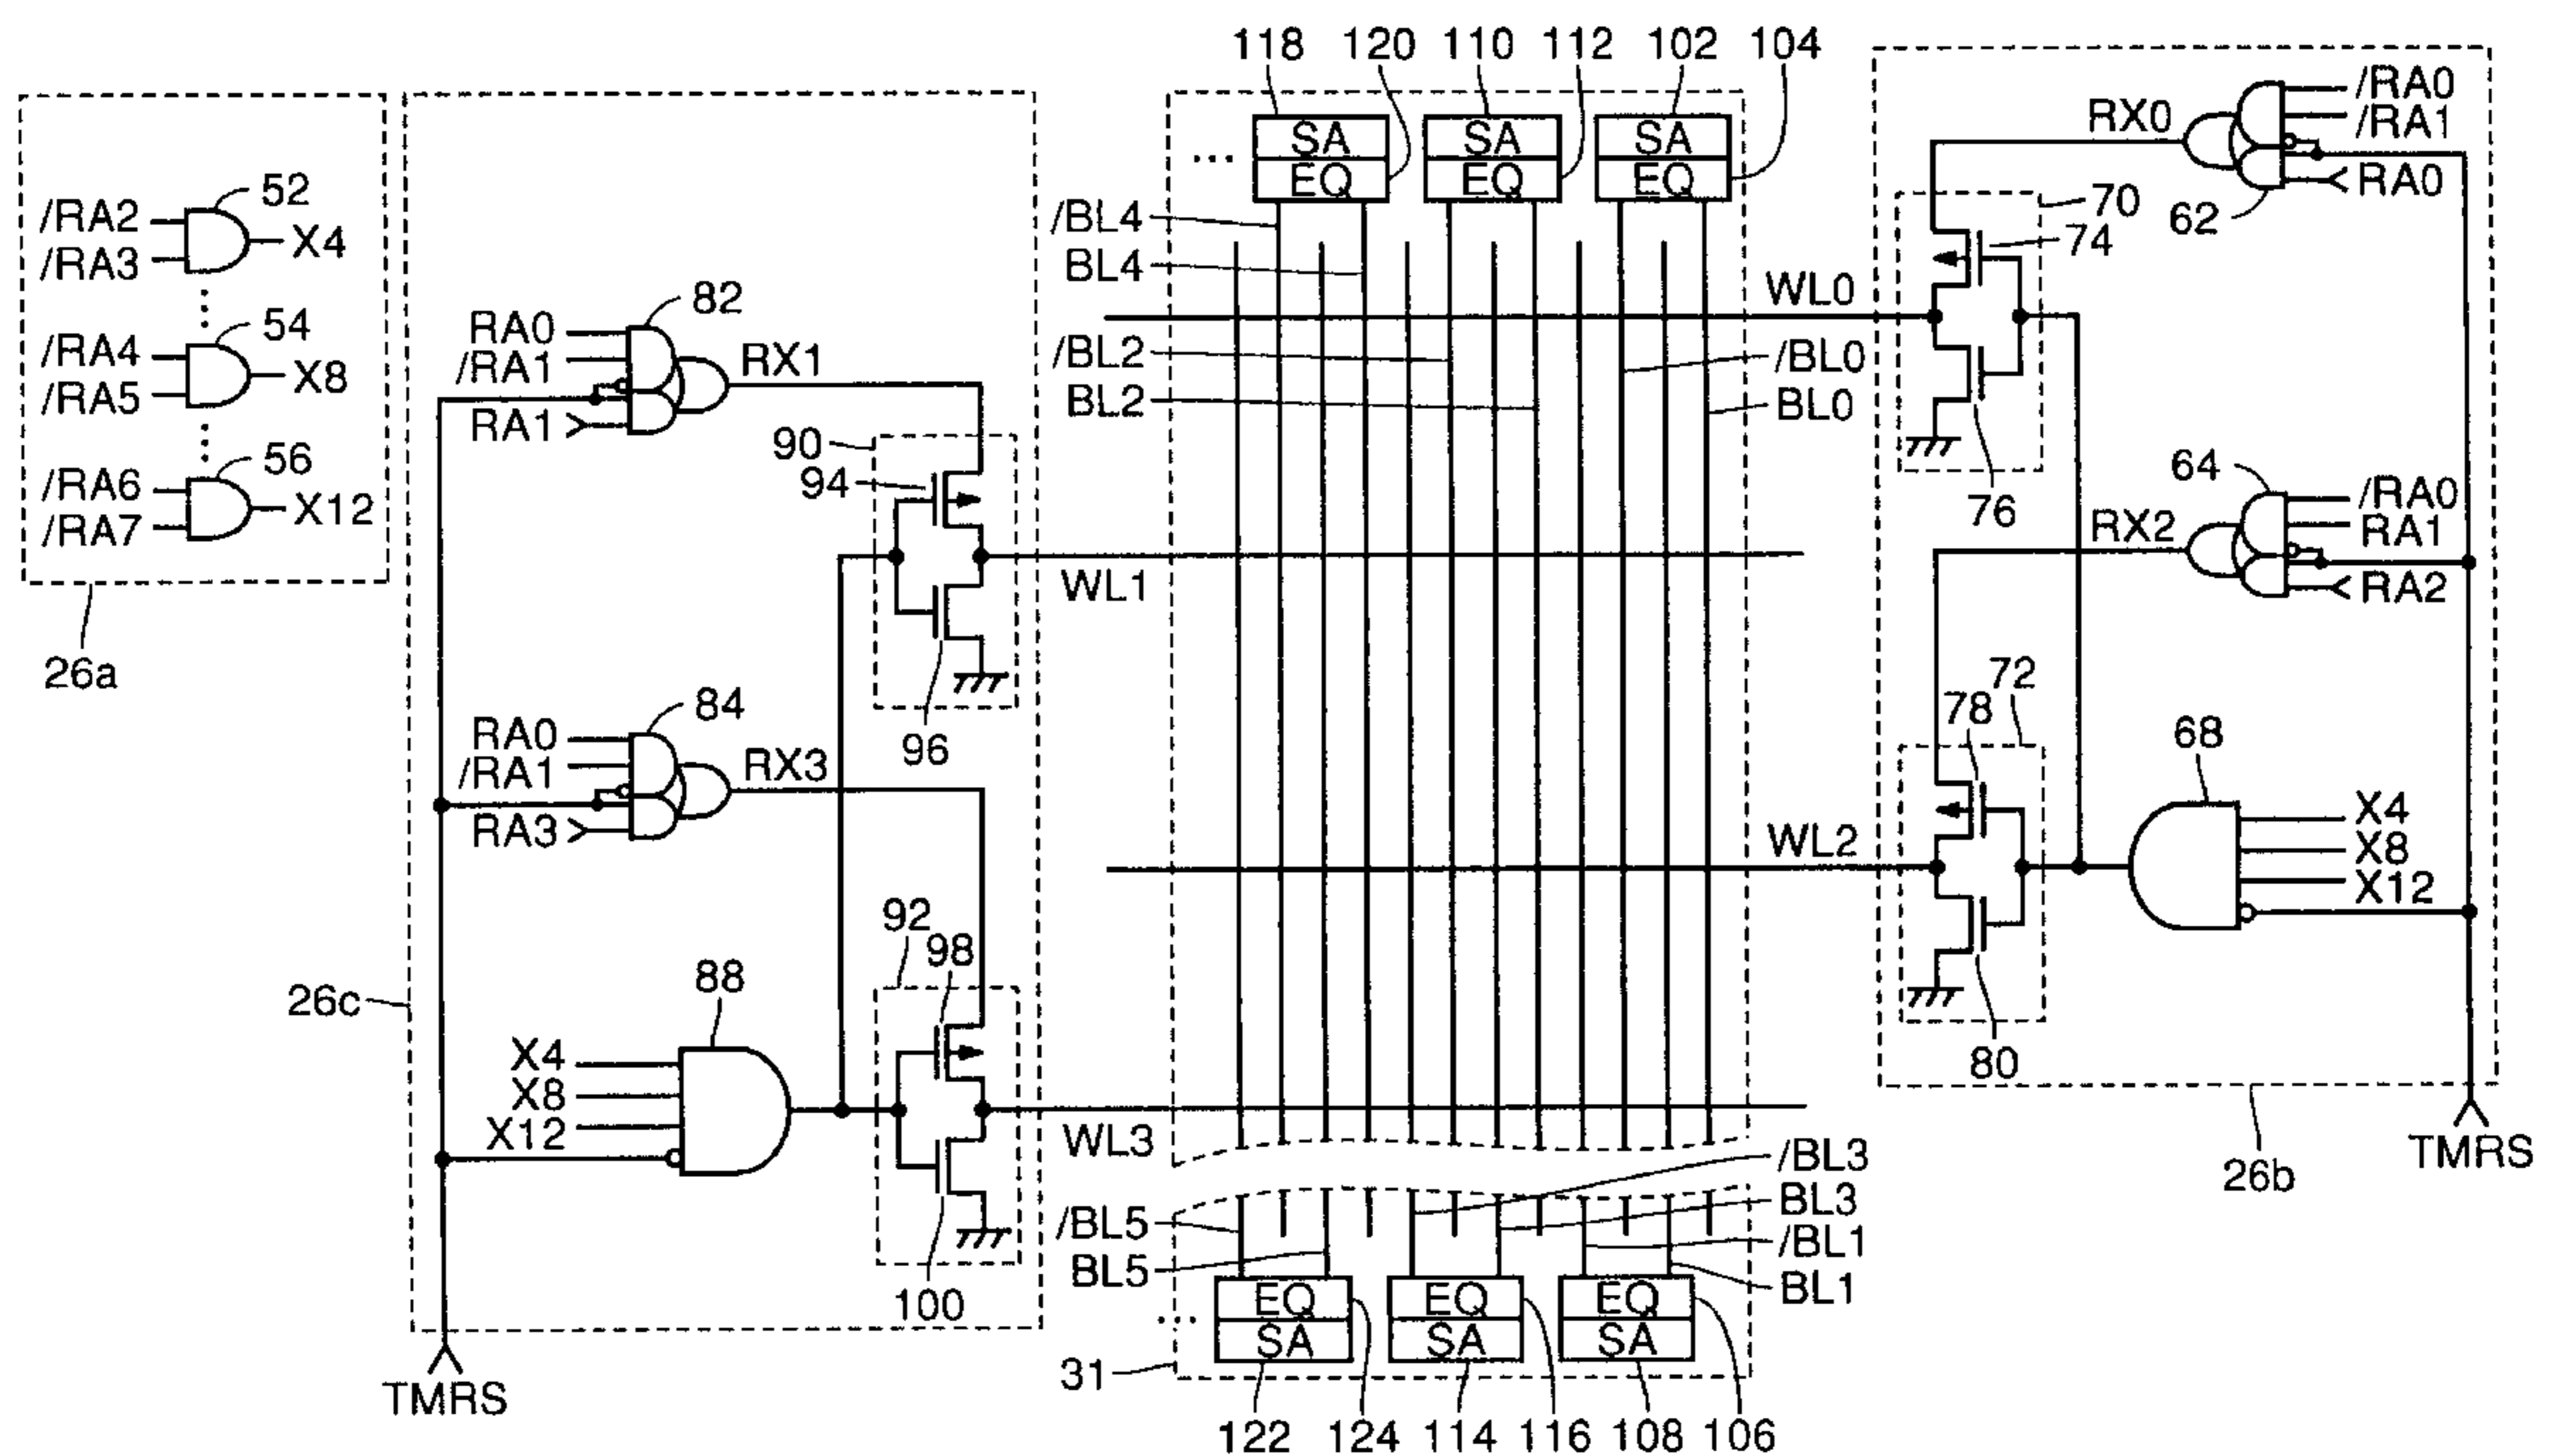 118 120 110 112 102 104
SA SA SA
EQ EQ EQ
...
/BL4
BL4
/BL2
BL2
/BL0
BL0
/RA2
/RA3
52
X4
/RA4
/RA5
54
X8
/RA6
/RA7
56
X12
26a
RA0
/RA1
RA1
82
RX1
90
94
96
WL1
RA0
/RA1
RA3
84
RX3
92
98
100
WL3
X4
X8
X12
88
26c
TMRS
WL0
WL2
RX0
/RA0
/RA1
RA0
62
70
74
76
RX2
64
/RA0
RA1
RA2
72
78
80
68
X4
X8
X12
26b
TMRS
/BL3
BL3
/BL1
BL1
/BL5
BL5
...
EQ EQ EQ
SA SA SA
31
122 124 114 116 108 106